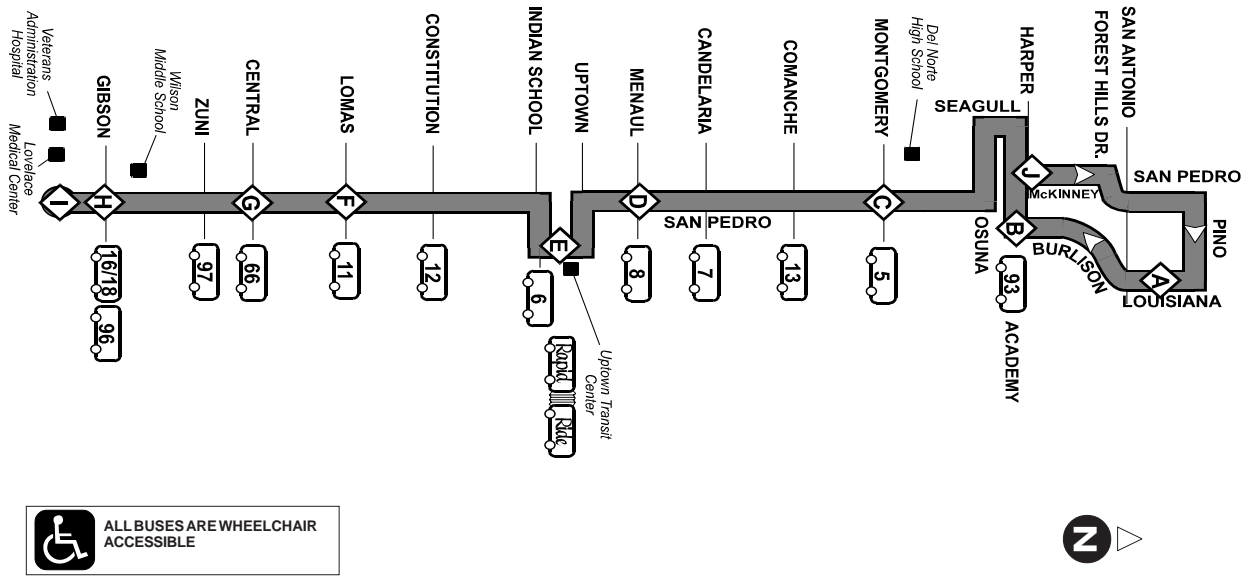 Veterans
Administration
Hospital
Lovelace
Medical Center
GIBSON
Wilson
Middle School
ZUNI
CENTRAL
LOMAS
CONSTITUTION
INDIAN SCHOOL
UPTOWN
MENAUL
CANDELARIA
COMANCHE
MONTGOMERY
Del Norte
High School
SEAGULL
HARPER
FOREST HILLS DR.
SAN ANTONIO
SAN PEDRO
PINO
LOUISIANA
BURLISON
McKINNEY
OSUNA
SAN PEDRO
I
H
G
F
E
D
C
J
B
A
16/18
96
97
66
11
12
6
Rapid Ride
Uptown Transit
Center
8
7
13
5
93
ACADEMY
ALL BUSES ARE WHEELCHAIR
ACCESSIBLE
N